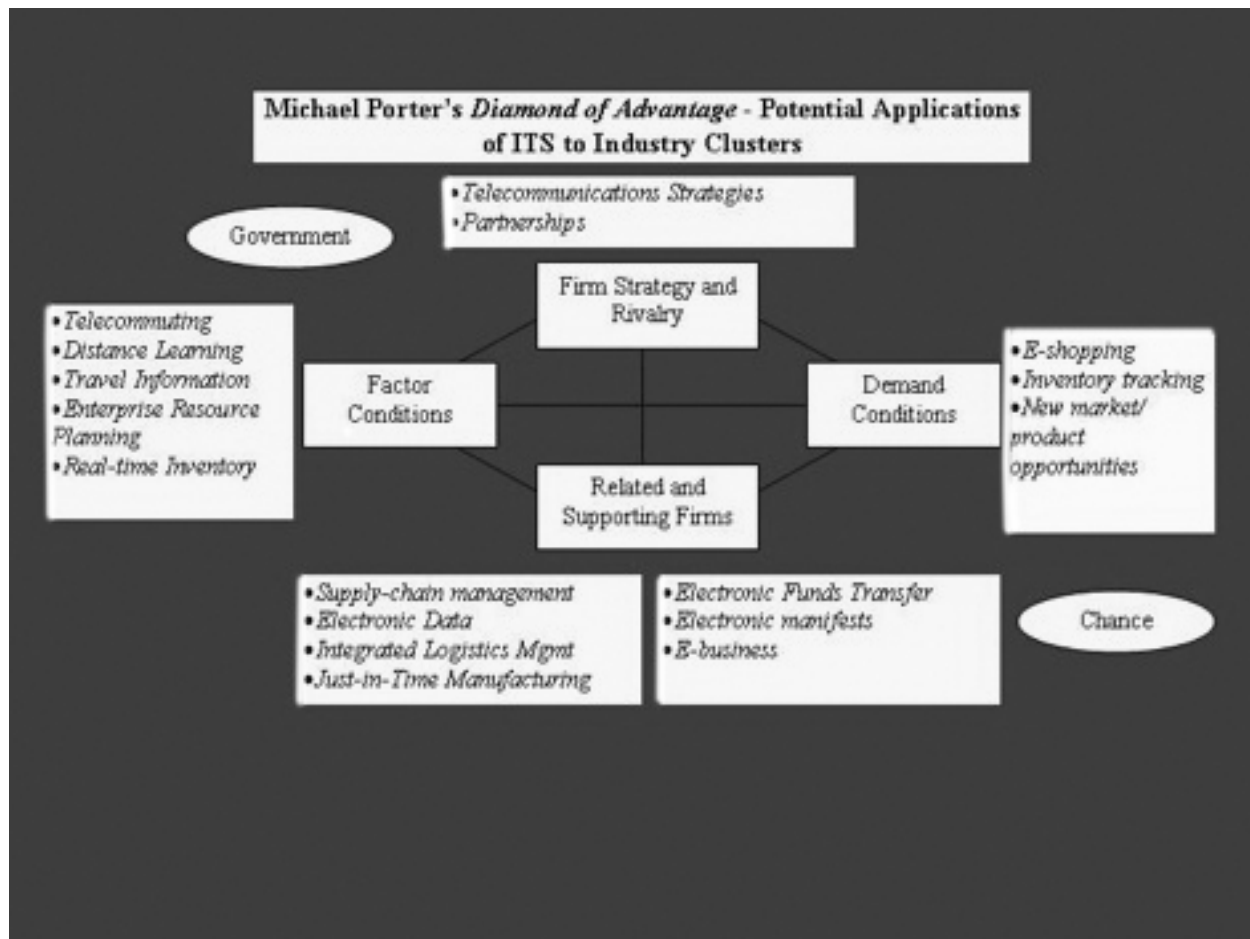 Michael Porter's Diamond of Advantage - Potential Applications
of ITS to Industry Clusters
•Telecommunications Strategies
•Partnerships
Government
Firm Strategy and
Rivalry
•Telecommuting
•Distance Learning
•Travel Information
•Enterprise Resource
Planning
•Real-time Inventory
Factor
Conditions
Demand
Conditions
•E-shopping
•Inventory tracking
•New market/
product
opportunities
Related and
Supporting Firms
•Supply-chain management
•Electronic Data
•Integrated Logistics Mgmt
•Just-in-Time Manufacturing
•Electronic Funds Transfer
•Electronic manifests
•E-business
Chance